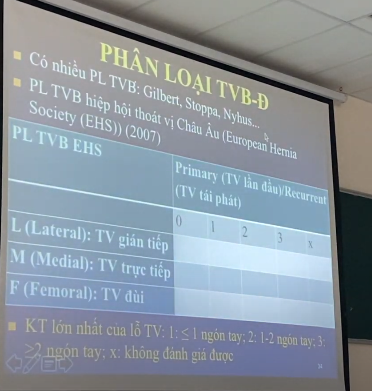 PHÂN LOẠI TVB-Đ
Có nhiều PL TVB: Gilbert, Stoppa, Nyhus...
PL TVB hiệp hội thoát vị Châu Âu (European Hernia
Society (EHS)) (2007)
PL TVB EHS
Primary (TV lần đầu)/Recurrent
(TV tái phát)
0 1 2 3 x
L (Lateral): TV gián tiếp
M (Medial): TV trực tiếp
F (Femoral): TV đùi
KT lớn nhất của lỗ TV: 1: ≤ 1 ngón tay; 2: 1-2 ngón tay; 3:
≥2 ngón tay; x: không đánh giá được